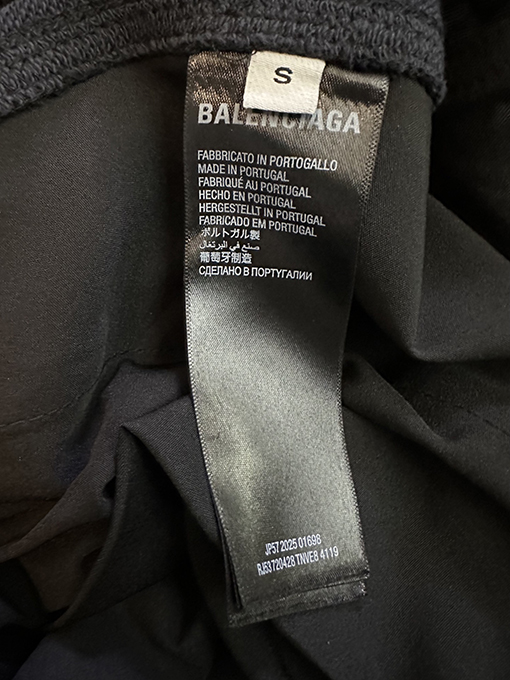 S
BALENCIAGA
FABBRICATO IN PORTOGALLO
MADE IN PORTUGAL
FABRIQUÉ AU PORTUGAL
HECHO EN PORTUGAL
HERGESTELLT IN PORTUGAL
FABRICADO EM PORTUGAL
ポルトガル製
صنع في البرتغال
葡萄牙制造
СДЕЛАНО В ПОРТУГАЛИИ
JP57 2025 01698
RJ53720428TNVE8 4119